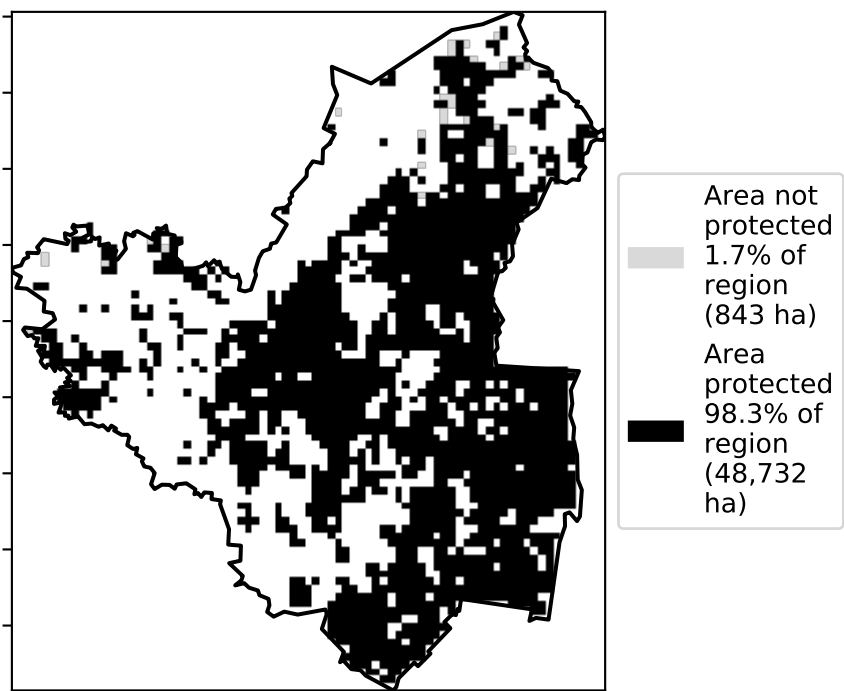 Area not
protected
1.7% of
region
(843 ha)
Area
protected
98.3% of
region
(48,732
ha)